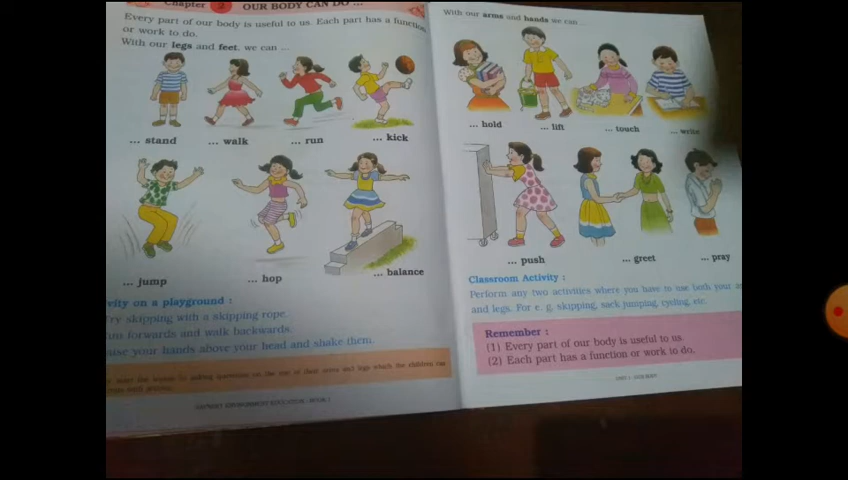 Chapter 2 OUR BODY CAN DO ...
Every part of our body is useful to us. Each part has a function
or work to do.
With our legs and feet, we can ...
... stand
... walk
... run
... kick
... jump
... hop
... balance
vity on a playground :
Try skipping with a skipping rope.
forwards and walk backwards.
aise your hands above your head and shake them.
With our arms and hands we can ...
... hold
... lift
... touch
... write
... push
... greet
... pray
Classroom Activity :
Perform any two activities where you have to use both your
and legs. For e. g. skipping, sack jumping, cycling, etc.
Remember :
(1) Every part of our body is useful to us.
(2) Each part has a function or work to do.